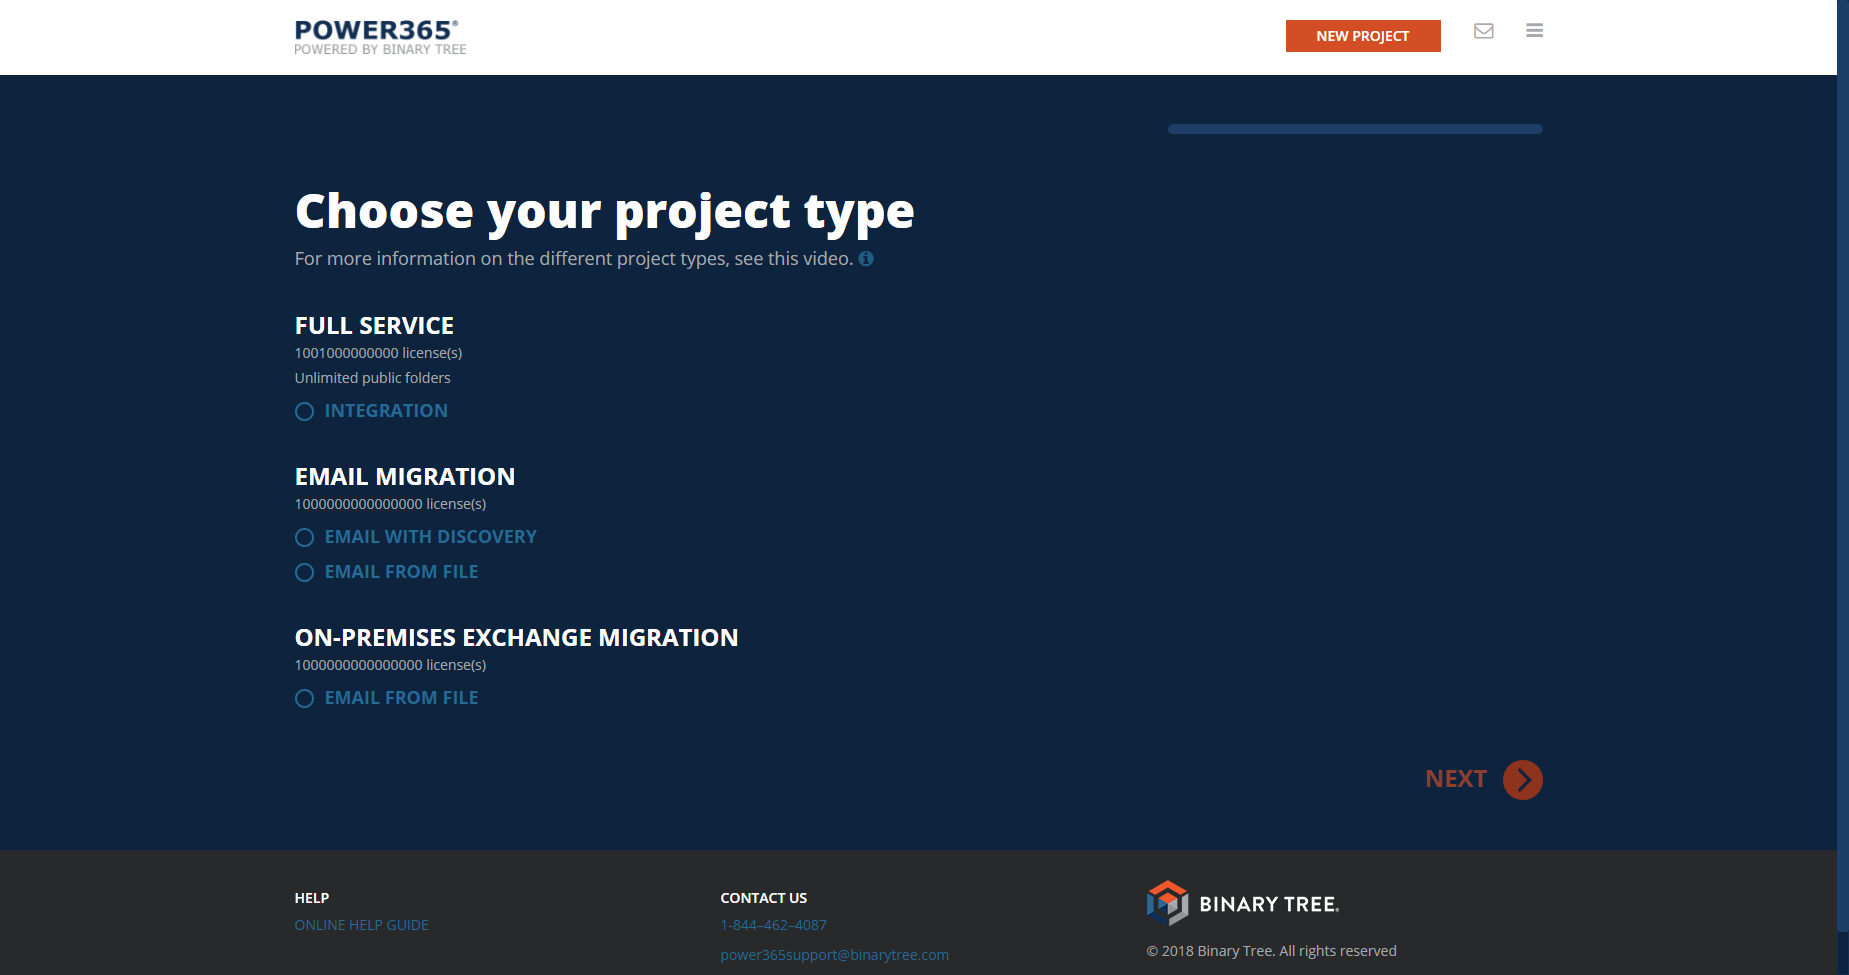 POWER365®
POWERED BY BINARY TREE
NEW PROJECT
Choose your project type
For more information on the different project types, see this video.
FULL SERVICE
1001000000000 license(s)
Unlimited public folders
INTEGRATION
EMAIL MIGRATION
1000000000000000 license(s)
EMAIL WITH DISCOVERY
EMAIL FROM FILE
ON-PREMISES EXCHANGE MIGRATION
1000000000000000 license(s)
EMAIL FROM FILE
NEXT
HELP
ONLINE HELP GUIDE
CONTACT US
1-844-462-4087
power365support@binarytree.com
BINARY TREE.
© 2018 Binary Tree. All rights reserved